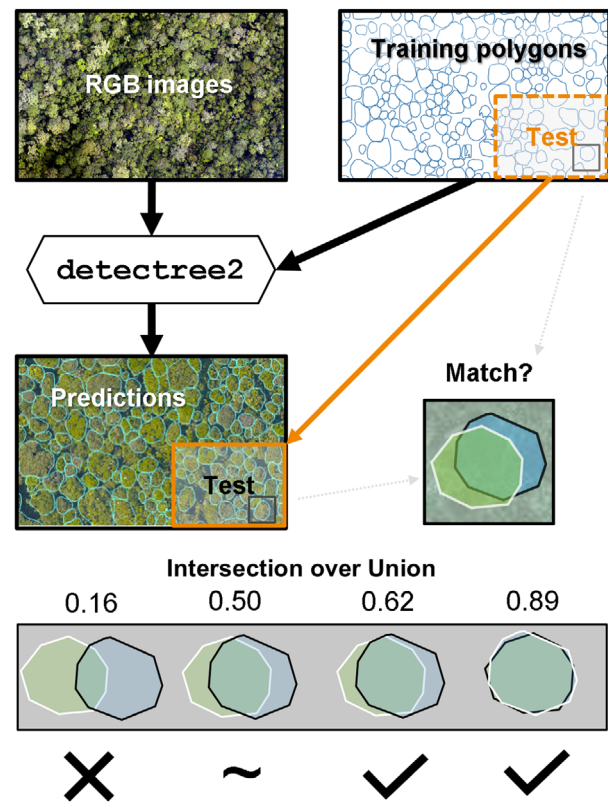 RGB images
Training polygons
Test
detectree2
Predictions
Test
Match?
Intersection over Union
0.16 0.50 0.62 0.89
~